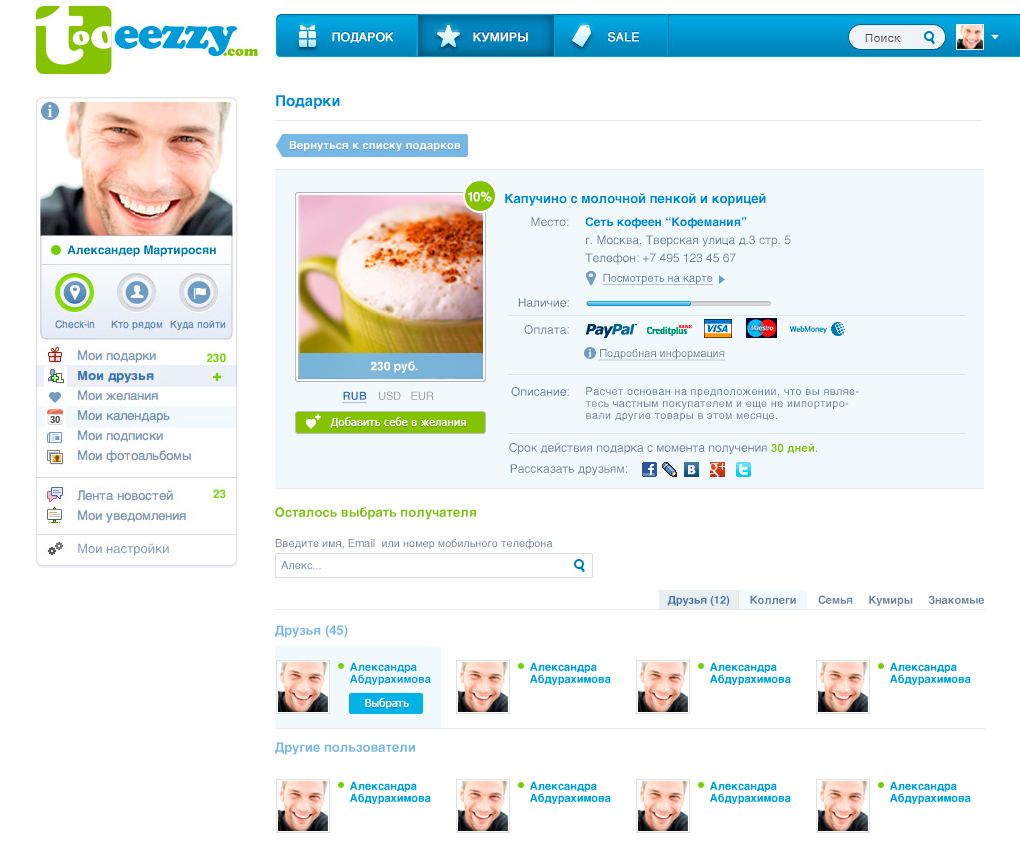 tooeezzy.com
ПОДАРОК
КУМИРЫ
SALE
Поиск
Александер Мартиросян
Check-in
Кто рядом
Куда пойти
Мои подарки 230
Мои друзья +
Мои желания
30 Мои календарь
Мои подписки
Мои фотоальбомы
Лента новостей 23
Мои уведомления
Мои настройки
Подарки
Вернуться к списку подарков
10%
230 руб.
RUB USD EUR
Добавить себе в желания
Капучино с молочной пенкой и корицей
Место: Сеть кофеен “Кофемания”
г. Москва, Тверская улица д.3 стр. 5
Телефон: +7 495 123 45 67
Посмотреть на карте
Наличие:
Оплата: PayPal Creditplus BANK VISA Maestro WebMoney
Подробная информация
Описание: Расчет основан на предположении, что вы являе-
тесь частным покупателем и еще не импортиро-
вали другие товары в этом месяце.
Срок действия подарка с момента получения 30 дней.
Рассказать друзьям:
Осталось выбрать получателя
Введите имя, Email или номер мобильного телефона
Алекс...
Друзья (12) Коллеги Семья Кумиры Знакомые
Друзья (45)
Александра
Абдурахимова
Выбрать
Александра
Абдурахимова
Александра
Абдурахимова
Александра
Абдурахимова
Другие пользователи
Александра
Абдурахимова
Александра
Абдурахимова
Александра
Абдурахимова
Александра
Абдурахимова